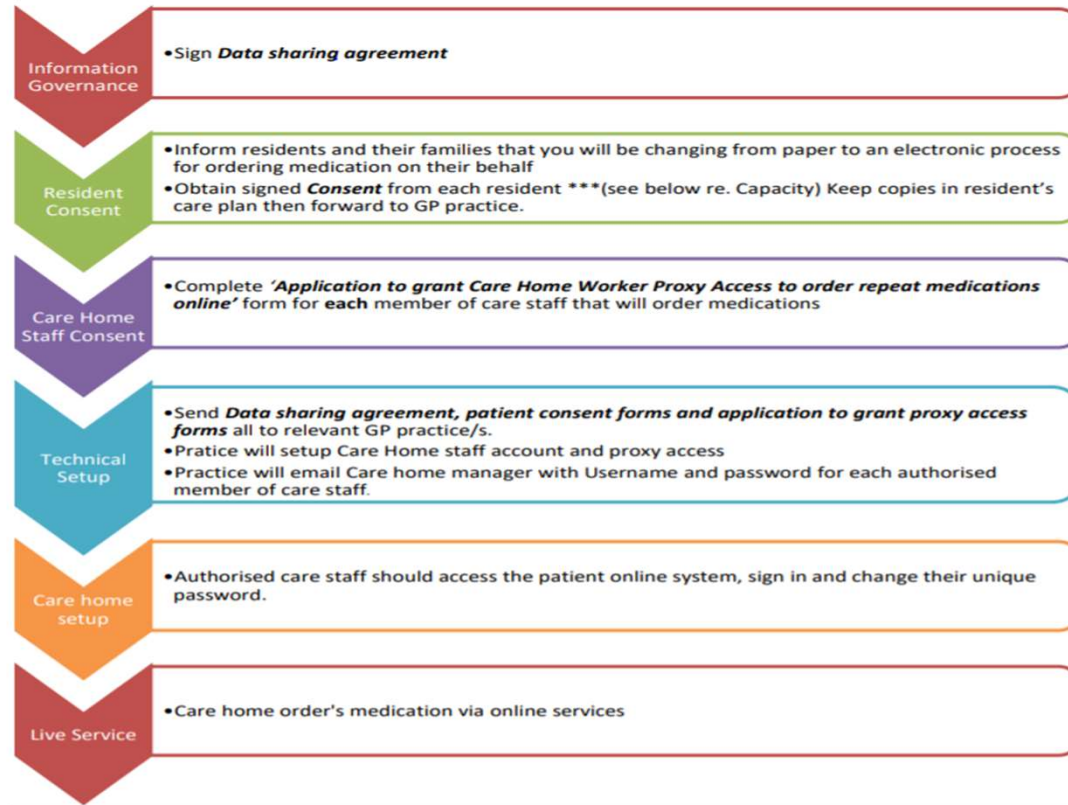 Information
Governance
•Sign Data sharing agreement
Resident
Consent
•Inform residents and their families that you will be changing from paper to an electronic process
for ordering medication on their behalf
•Obtain signed Consent from each resident ***(see below re. Capacity) Keep copies in resident's
care plan then forward to GP practice.
Care Home
Staff Consent
•Complete ‘Application to grant Care Home Worker Proxy Access to order repeat medications
online’ form for each member of care staff that will order medications
Technical
Setup
•Send Data sharing agreement, patient consent forms and application to grant proxy access
forms all to relevant GP practice/s.
•Pratice will setup Care Home staff account and proxy access
•Practice will email Care home manager with Username and password for each authorised
member of care staff.
Care home
setup
•Authorised care staff should access the patient online system, sign in and change their unique
password.
Live Service
•Care home order's medication via online services